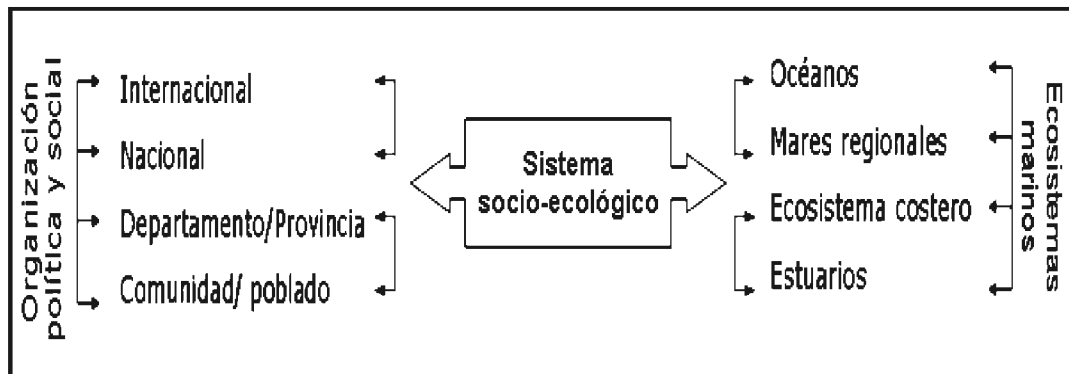 Organización
política y social
Internacional
Nacional
Departamento/Provincia
Comunidad/ poblado
Sistema
socio-ecológico
Océanos
Mares regionales
Ecosistema costero
Estuarios
Ecosistemas
marinos